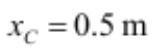 x_C = 0.5 m